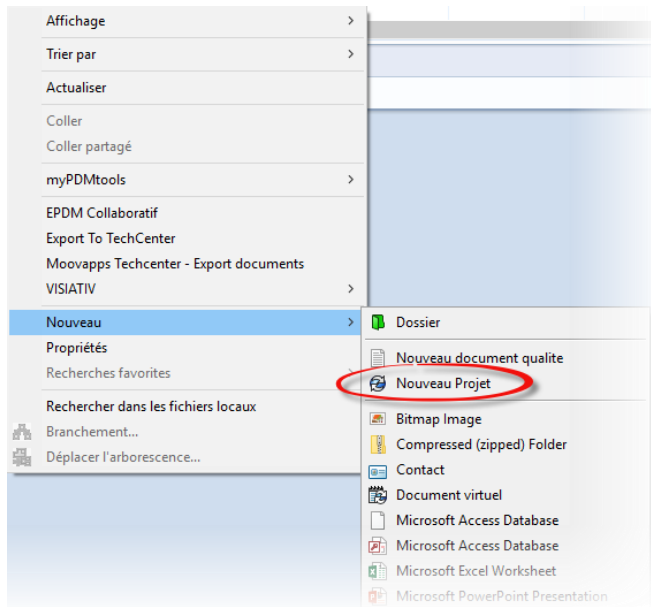 Affichage
Trier par
Actualiser
Coller
Coller partagé
myPDMtools
EPDM Collaboratif
Export To TechCenter
Moovapps Techcenter - Export documents
VISIATIV
Nouveau
Propriétés
Recherches favorites
Rechercher dans les fichiers locaux
Branchement...
Déplacer l'arborescence...
Dossier
Nouveau document qualite
Nouveau Projet
Bitmap Image
Compressed (zipped) Folder
Contact
Document virtuel
Microsoft Access Database
Microsoft Access Database
Microsoft Excel Worksheet
Microsoft PowerPoint Presentation